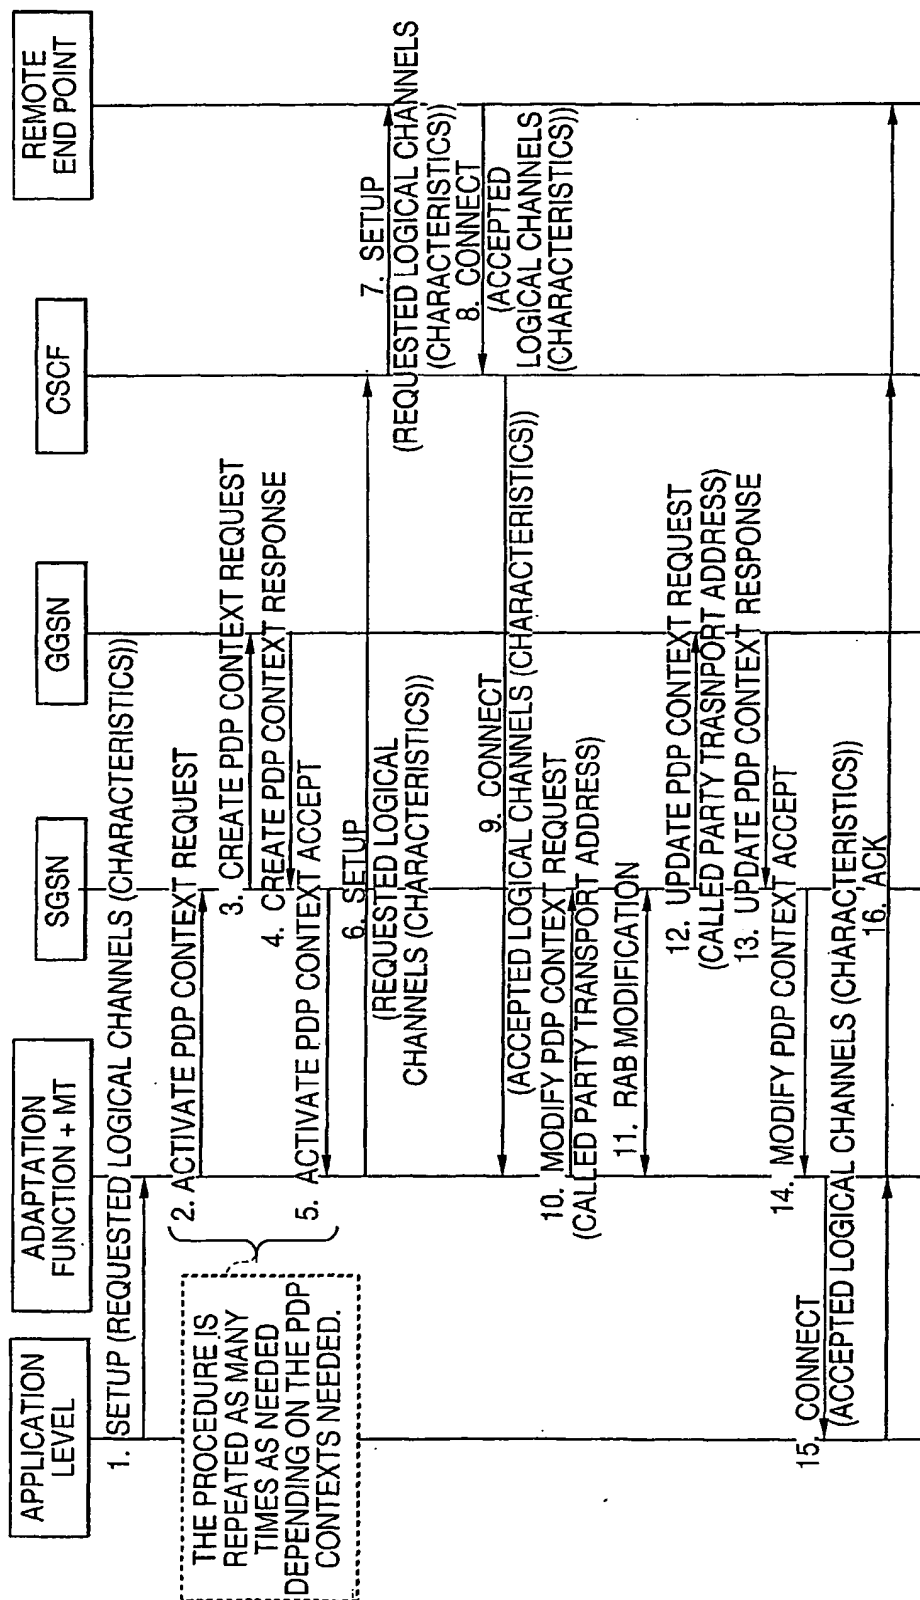 APPLICATION
LEVEL
ADAPTATION
FUNCTION + MT
SGSN
GGSN
CSCF
REMOTE
END POINT
1. SETUP (REQUESTED LOGICAL CHANNELS (CHARACTERISTICS))
2. ACTIVATE PDP CONTEXT REQUEST
3. CREATE PDP CONTEXT REQUEST
4. CREATE PDP CONTEXT RESPONSE
5. ACTIVATE PDP CONTEXT ACCEPT
THE PROCEDURE IS
REPEATED AS MANY
TIMES AS NEEDED
DEPENDING ON THE PDP
CONTEXTS NEEDED.
6. SETUP
(REQUESTED LOGICAL
CHANNELS (CHARACTERISTICS))
7. SETUP
(REQUESTED LOGICAL CHANNELS
(CHARACTERISTICS))
8. CONNECT
(ACCEPTED
LOGICAL CHANNELS
(CHARACTERISTICS))
9. CONNECT
(ACCEPTED LOGICAL CHANNELS (CHARACTERISTICS))
10. MODIFY PDP CONTEXT REQUEST
(CALLED PARTY TRANSPORT ADDRESS)
11. RAB MODIFICATION
12. UPDATE PDP CONTEXT REQUEST
(CALLED PARTY TRASNPORT ADDRESS)
13. UPDATE PDP CONTEXT RESPONSE
14. MODIFY PDP CONTEXT ACCEPT
15. CONNECT
(ACCEPTED LOGICAL CHANNELS (CHARACTERISTICS))
16. ACK